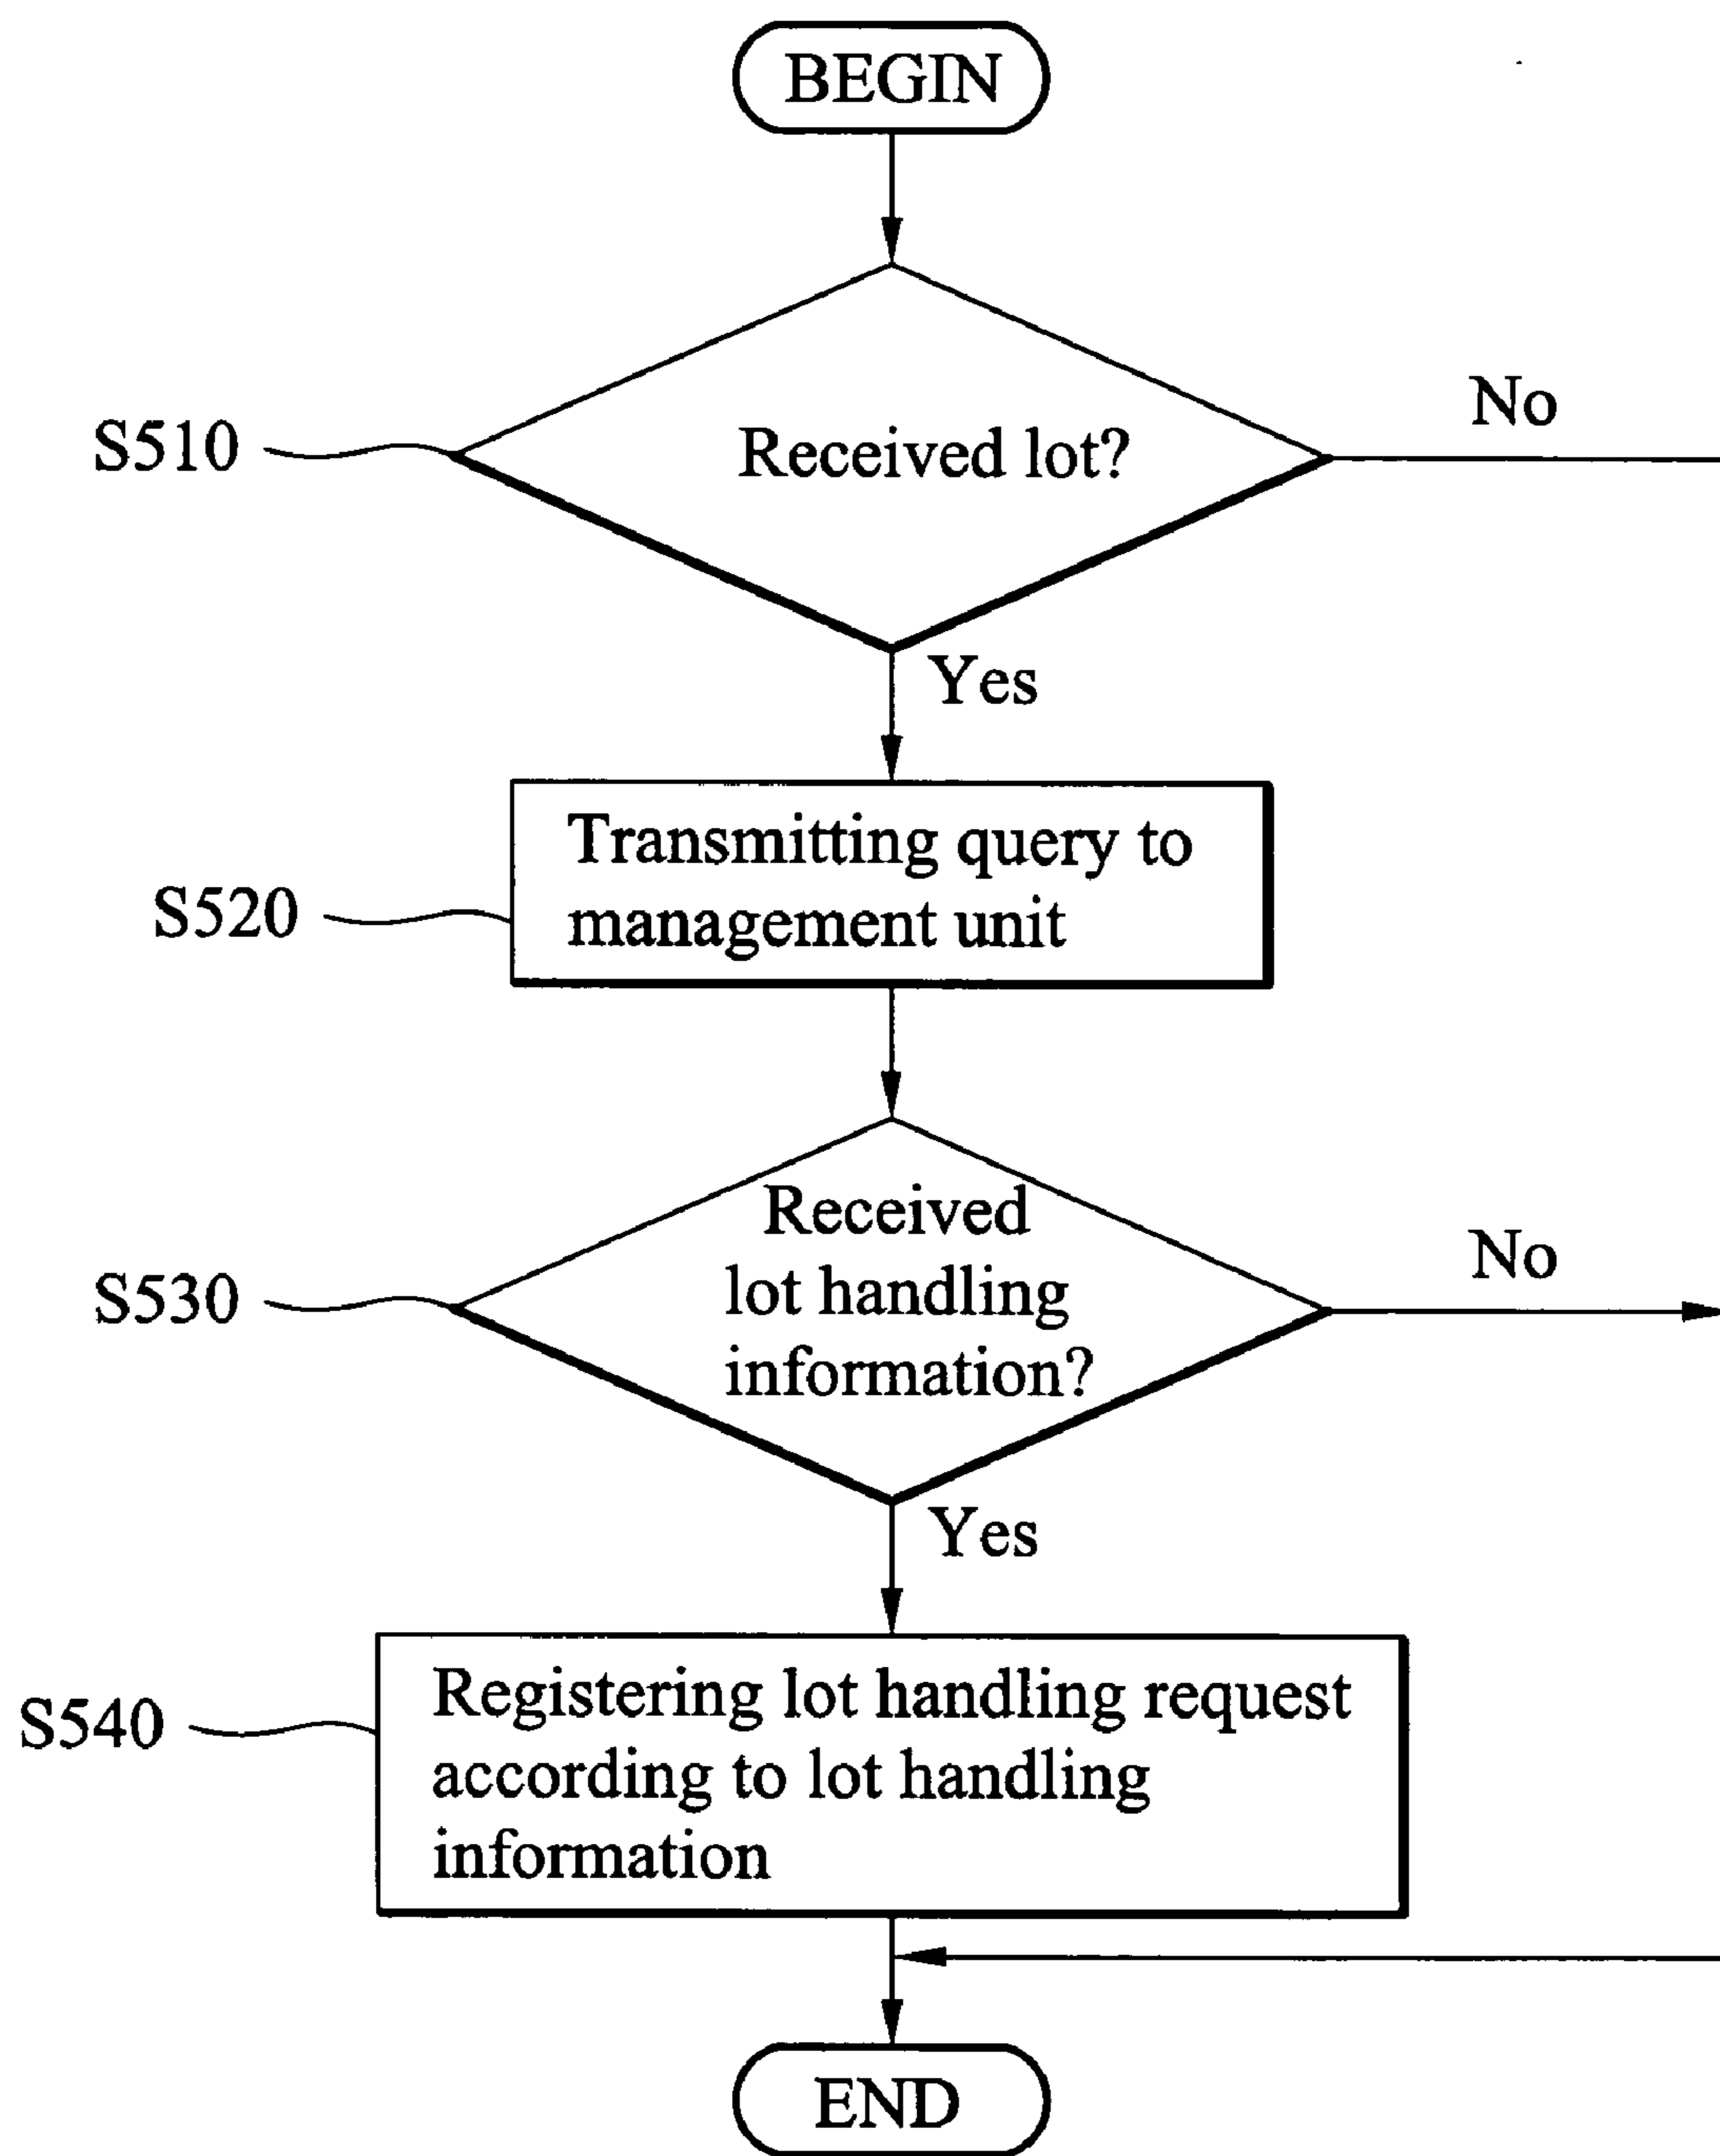 BEGIN
S510
Received lot?
No
Yes
S520
Transmitting query to
management unit
S530
Received
lot handling
information?
No
Yes
S540
Registering lot handling request
according to lot handling
information
END